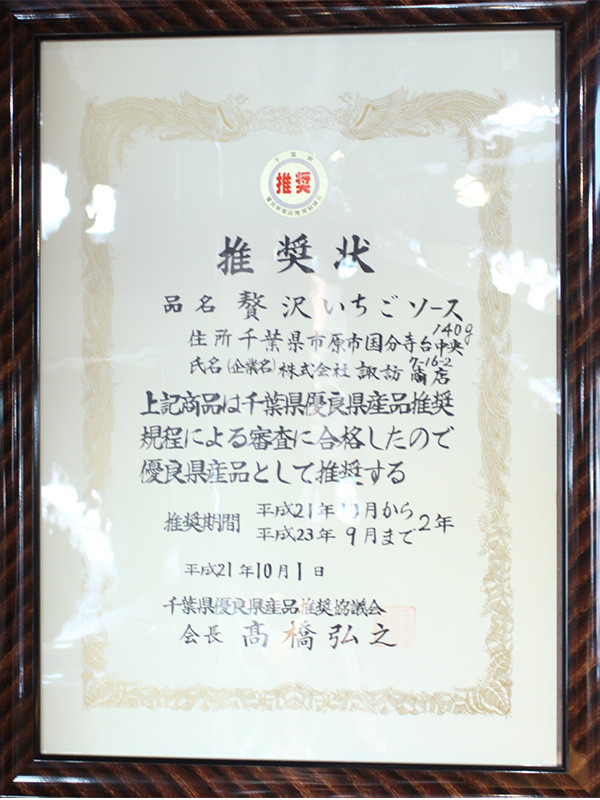 千葉県
推奨
推奨状
品名 贅沢いちごソース
140g
住所 千葉県市原市国分寺台中央
7-16-2
氏名(企業名) 株式会社 諏訪商店
上記商品は千葉県優良県産品推奨
規程による審査に合格したので
優良県産品として推奨する
推奨期間 平成21年10月から
平成23年 9月まで 2年
平成21年10月1日
千葉県優良県産品推奨協議会
会長 髙橋弘之